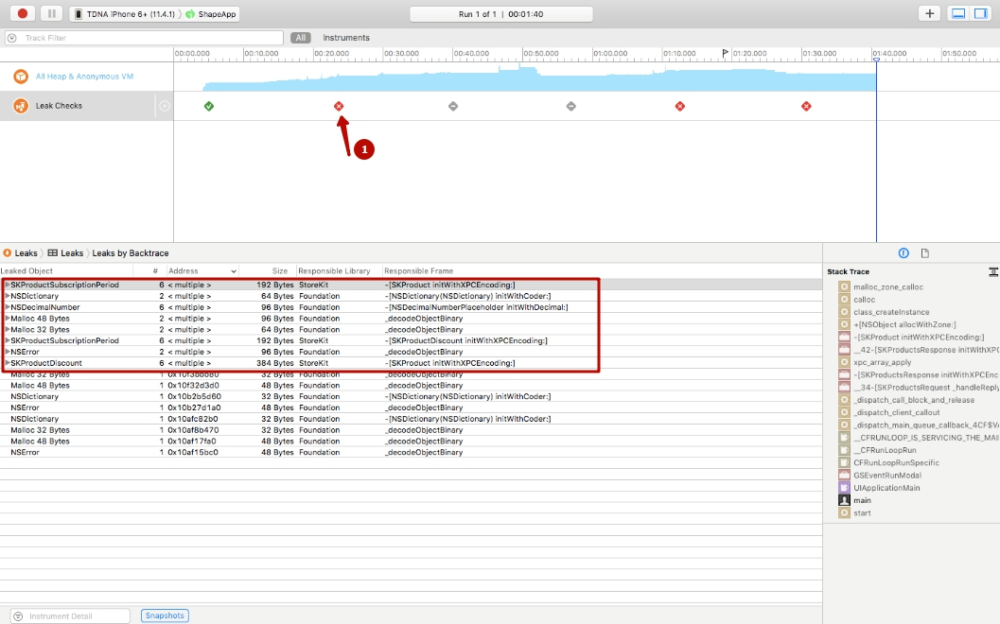 TDNA iPhone 6+ (11.4.1) ShapeApp
Run 1 of 1 | 00:01:40
Track Filter All Instruments
00:00.000 00:10.000 00:20.000 00:30.000 00:40.000 00:50.000 01:00.000 01:10.000 01:20.000 01:30.000 01:40.000 01:50.000
All Heap & Anonymous VM
Leak Checks
1
Leaks Leaks Leaks by Backtrace
Leaked Object # Address Size Responsible Library Responsible Frame
SKProductSubscriptionPeriod 6 < multiple > 192 Bytes StoreKit -[SKProduct initWithXPCEncoding:]
NSDictionary 2 < multiple > 64 Bytes Foundation -[NSDictionary(NSDictionary) initWithCoder:]
NSDecimalNumber 6 < multiple > 96 Bytes Foundation -[NSDecimalNumberPlaceholder initWithDecimal:]
Malloc 48 Bytes 2 < multiple > 96 Bytes Foundation _decodeObjectBinary
Malloc 32 Bytes 2 < multiple > 64 Bytes Foundation _decodeObjectBinary
SKProductSubscriptionPeriod 6 < multiple > 192 Bytes StoreKit -[SKProductDiscount initWithXPCEncoding:]
NSError 2 < multiple > 96 Bytes Foundation _decodeObjectBinary
SKProductDiscount 6 < multiple > 384 Bytes StoreKit -[SKProduct initWithXPCEncoding:]
Malloc 32 Bytes 1 0x10f3bbb80 32 Bytes Foundation _decodeObjectBinary
Malloc 48 Bytes 1 0x10f32d3d0 48 Bytes Foundation _decodeObjectBinary
NSDictionary 1 0x10b2b5d60 32 Bytes Foundation -[NSDictionary(NSDictionary) initWithCoder:]
NSError 1 0x10b27d1a0 48 Bytes Foundation _decodeObjectBinary
NSDictionary 1 0x10afc82b0 32 Bytes Foundation -[NSDictionary(NSDictionary) initWithCoder:]
Malloc 32 Bytes 1 0x10af8b470 32 Bytes Foundation _decodeObjectBinary
Malloc 48 Bytes 1 0x10af17fa0 48 Bytes Foundation _decodeObjectBinary
NSError 1 0x10af15bc0 48 Bytes Foundation _decodeObjectBinary
E
Stack Trace
malloc_zone_calloc
calloc
class_createInstance
+[NSObject allocWithZone:]
-[SKProduct initWithXPCEncoding:]
__42-[SKProductsResponse initWithXPC
xpc_array_apply
-[SKProductsResponse initWithXPCEnc
__34-[SKProductsRequest _handleReply
_dispatch_call_block_and_release
_dispatch_client_callout
_dispatch_main_queue_callback_4CF$VA
__CFRUNLOOP_IS_SERVICING_THE_MAI
__CFRunLoopRun
CFRunLoopRunSpecific
GSEventRunModal
UIApplicationMain
main
start
Instrument Detail Snapshots